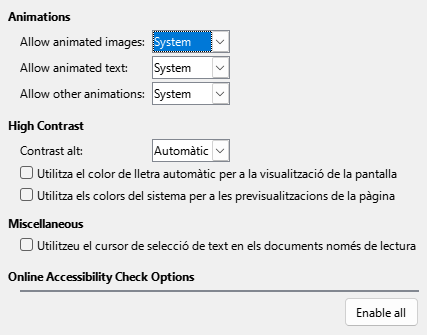 Animations
Allow animated images: System
Allow animated text: System
Allow other animations: System
High Contrast
Contrast alt: Automàtic
Utilitza el color de lletra automàtic per a la visualització de la pantalla
Utilitza els colors del sistema per a les previsualitzacions de la pàgina
Miscellaneous
Utilitzeu el cursor de selecció de text en els documents només de lectura
Online Accessibility Check Options
Enable all